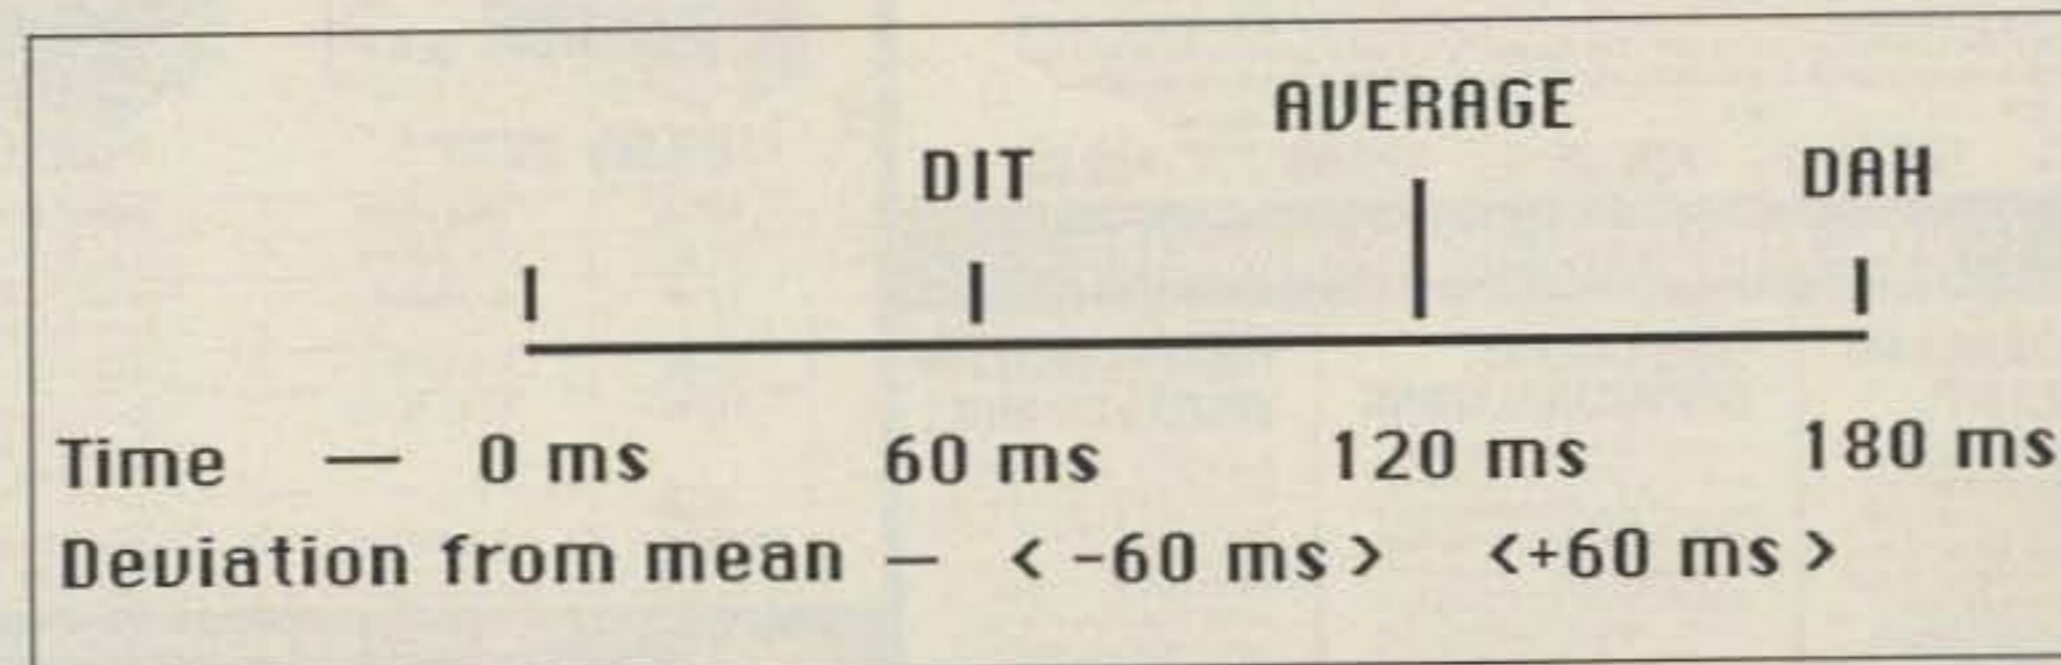 AVERAGE
DIT DAH
Time — 0 ms 60 ms 120 ms 180 ms
Deviation from mean — < -60 ms > <+60 ms >